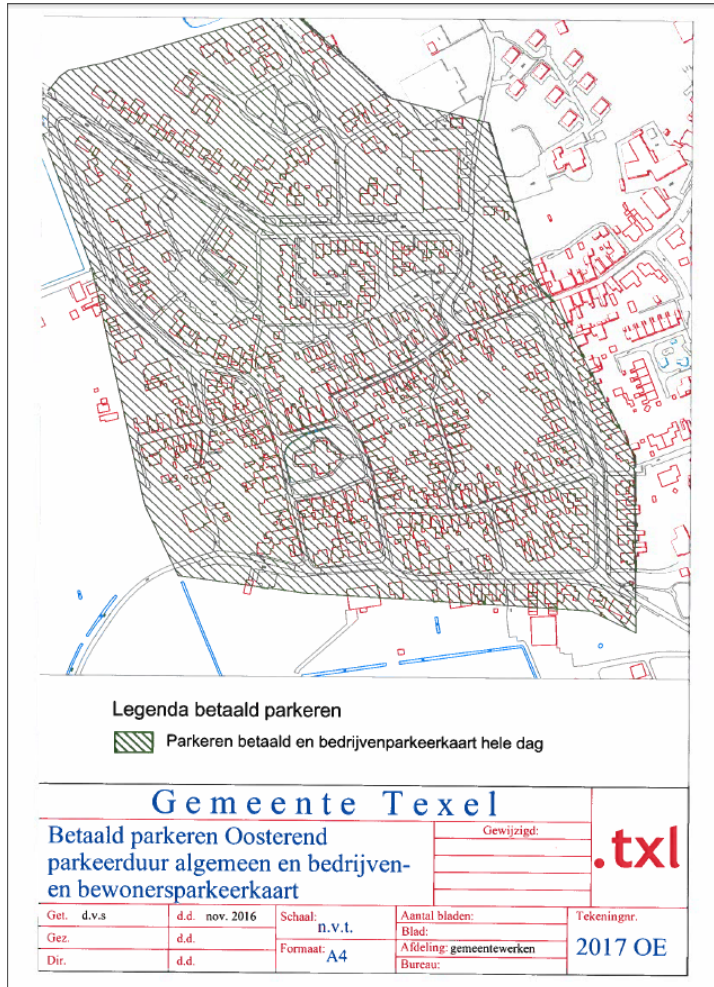 Legenda betaald parkeren
Parkeren betaald en bedrijvenparkeerkaart hele dag
Gemeente Texel
Betaald parkeren Oosterend
parkeerduur algemeen en bedrijven-
en bewonersparkeerkaart
Gewijzigd:
.txl
Get. d.v.s
d.d. nov. 2016
Schaal:
n.v.t.
Aantal bladen:
Tekeningnr.
Gez.
d.d.
Blad:
2017 OE
Formaat: A4
Afdeling: gemeentewerken
Dir.
d.d.
Bureau: